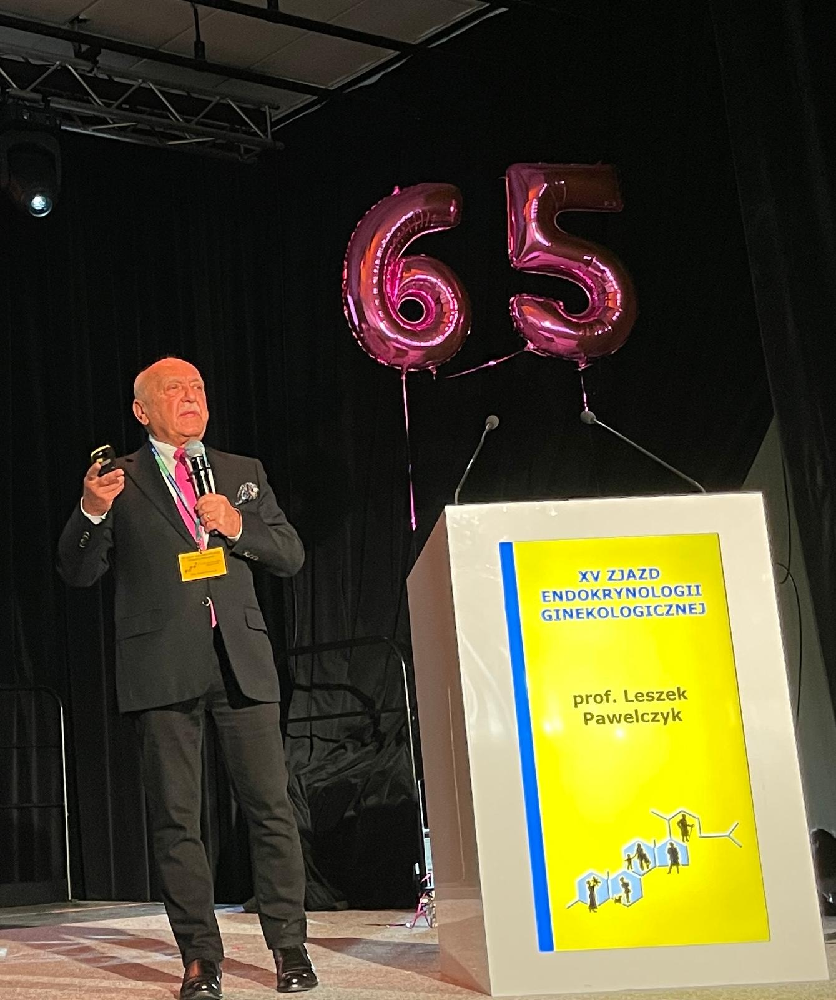 65
XV ZJAZD
ENDOKRYNOLOGII
GINEKOLOGICZNEJ
prof. Leszek
Pawelczyk